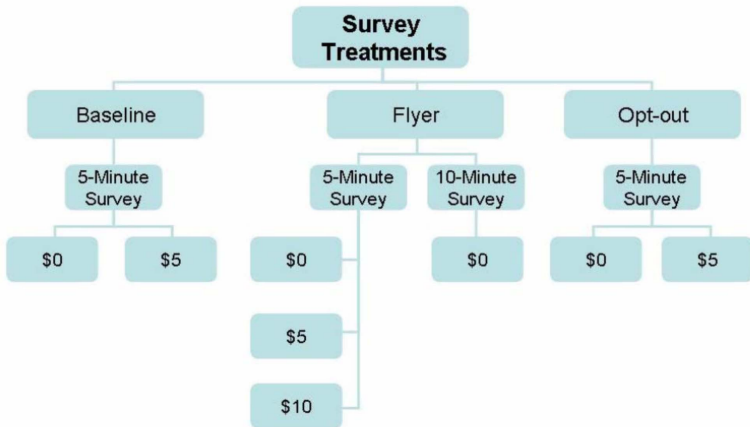 Survey
Treatments
Baseline
Flyer
Opt-out
5-Minute
Survey
5-Minute
Survey
10-Minute
Survey
5-Minute
Survey
$0
$5
$0
$0
$0
$5
$5
$10